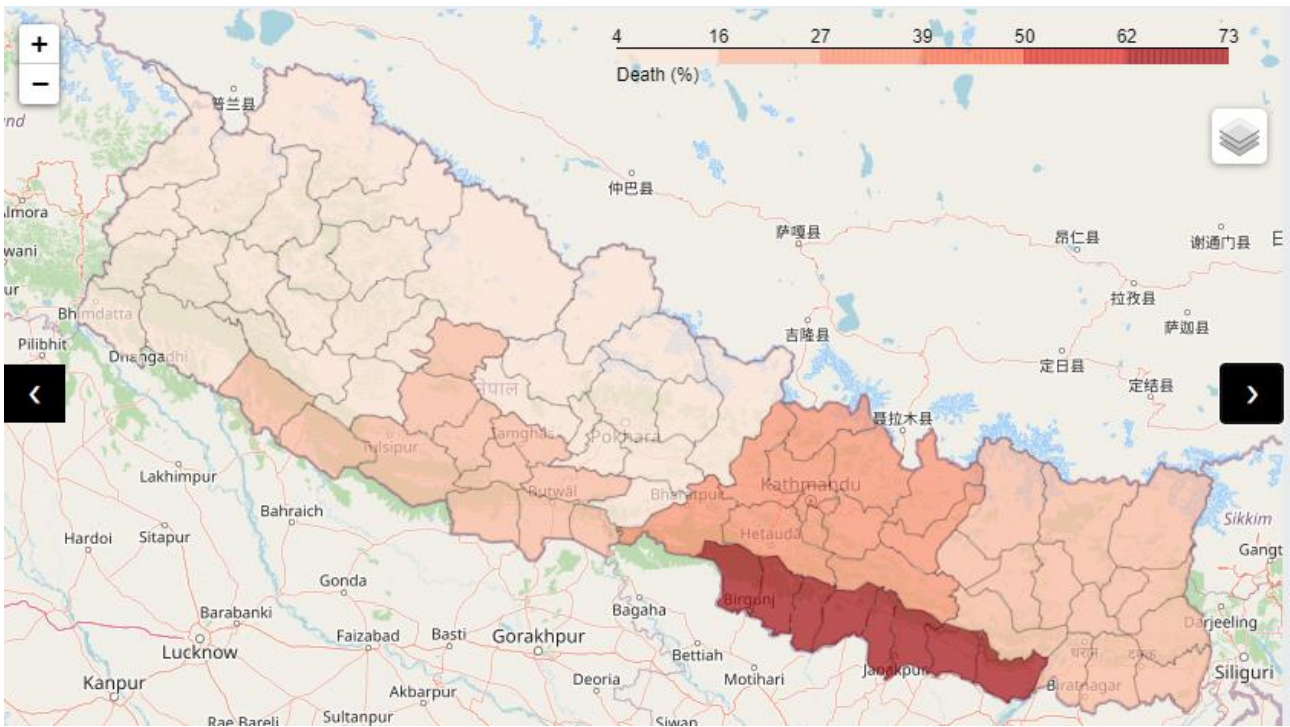 +
4 16 27 39 50 62 73
Death (%)
−
普兰县
仲巴县
萨嘎县
昂仁县
谢通门县
拉孜县
Bhimdatta
吉隆县
萨迦县
Pilibhit
定日县
定结县
‹
नेपाल
›
聂拉木县
Tulsipur
Tamghas
Pokhara
Lakhimpur
Kathmandu
Butwāl
Bharatpur
Bahraich
Sikkim
Hardoi
Sitapur
Hetauda
Gangt
Gonda
Birgunj
Barabanki
Bagaha
Darjeeling
Faizabad
Basti
Gorakhpur
Lucknow
Bettiah
धरान
दमक
Deoria
Motihari
Janakpur
Siliguri
Kanpur
Akbarpur
Biratnagar
Rae Bareli
Sultanpur
Siwan